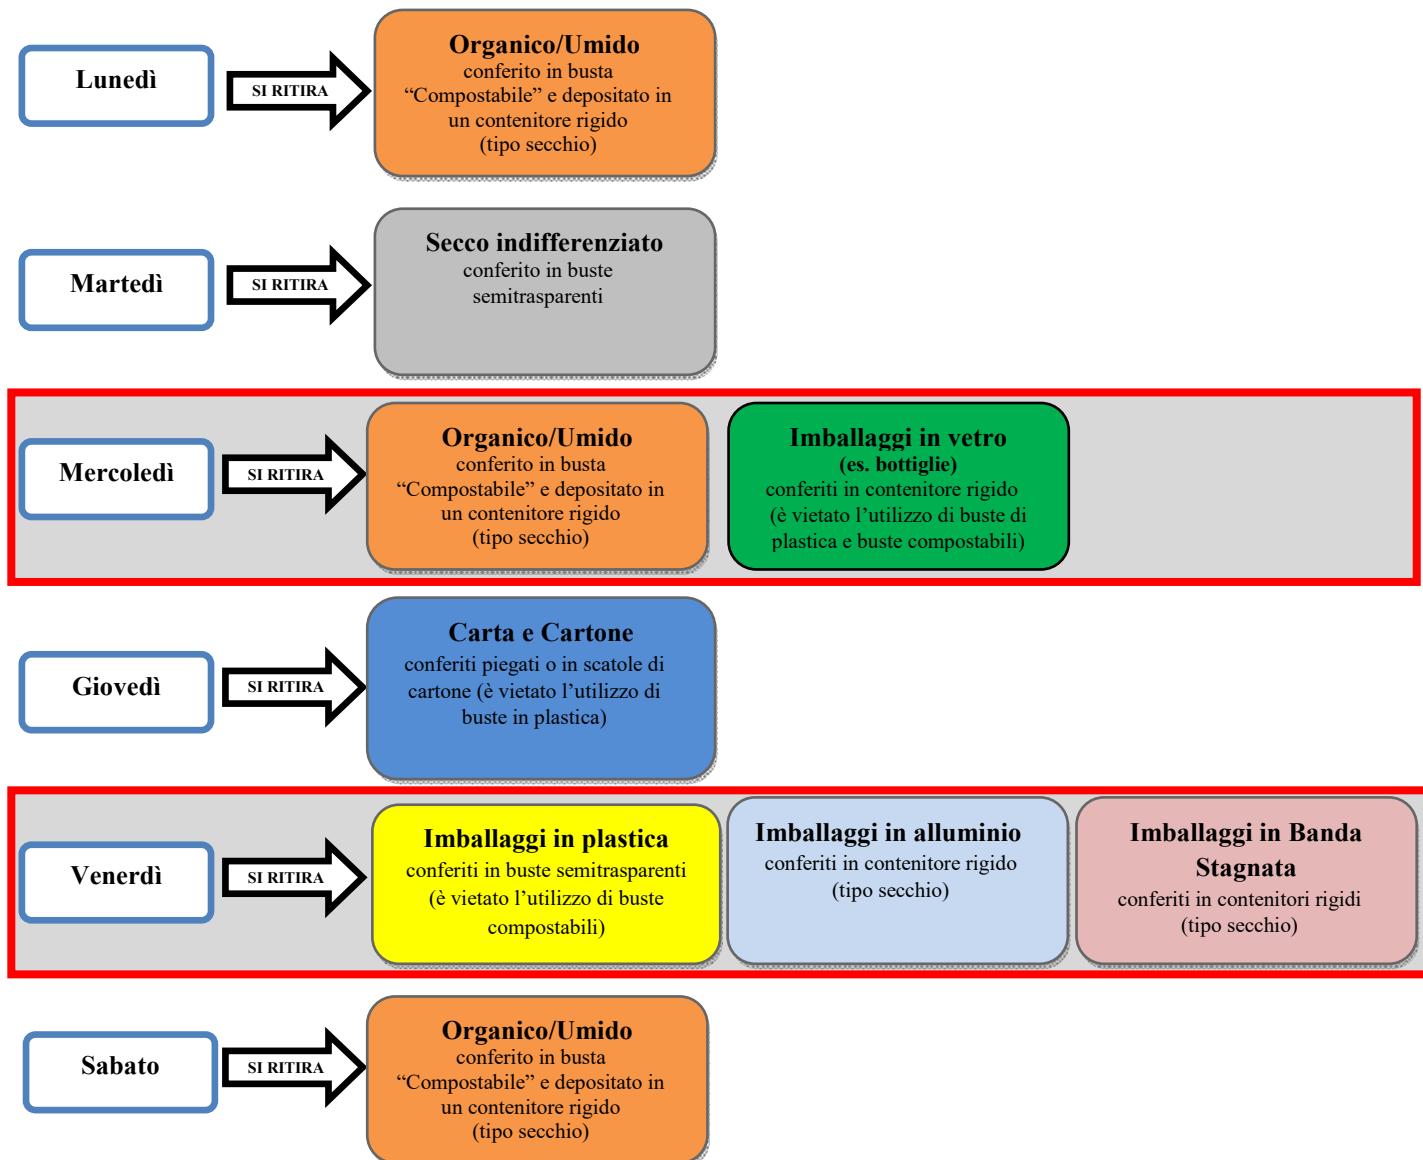 Lunedì
SI RITIRA
Organico/Umido
conferito in busta
“Compostabile” e depositato in
un contenitore rigido
(tipo secchio)
Martedì
SI RITIRA
Secco indifferenziato
conferito in buste
semitrasparenti
Mercoledì
SI RITIRA
Organico/Umido
conferito in busta
“Compostabile” e depositato in
un contenitore rigido
(tipo secchio)
Imballaggi in vetro
(es. bottiglie)
conferiti in contenitore rigido
(è vietato l’utilizzo di buste di
plastica e buste compostabili)
Giovedì
SI RITIRA
Carta e Cartone
conferiti piegati o in scatole di
cartone (è vietato l’utilizzo di
buste in plastica)
Venerdì
SI RITIRA
Imballaggi in plastica
conferiti in buste semitrasparenti
(è vietato l’utilizzo di buste
compostabili)
Imballaggi in alluminio
conferiti in contenitore rigido
(tipo secchio)
Imballaggi in Banda
Stagnata
conferiti in contenitori rigidi
(tipo secchio)
Sabato
SI RITIRA
Organico/Umido
conferito in busta
“Compostabile” e depositato in
un contenitore rigido
(tipo secchio)